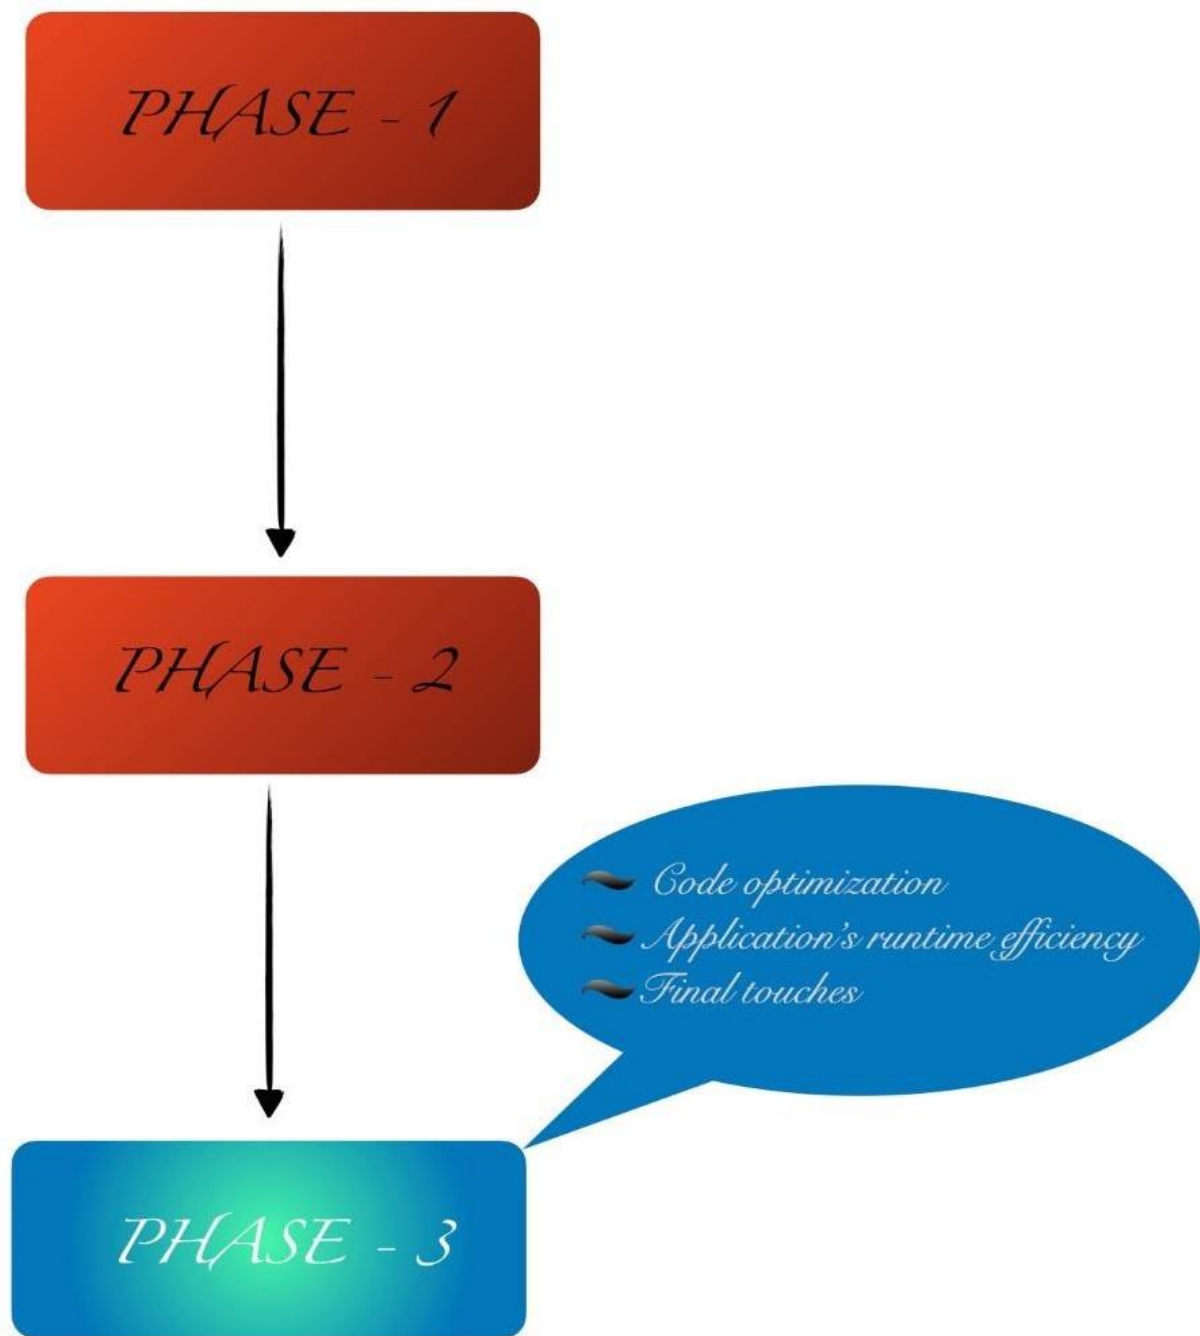 PHASE - 1
PHASE - 2
Code optimization
Application's runtime efficiency
Final touches
PHASE - 3